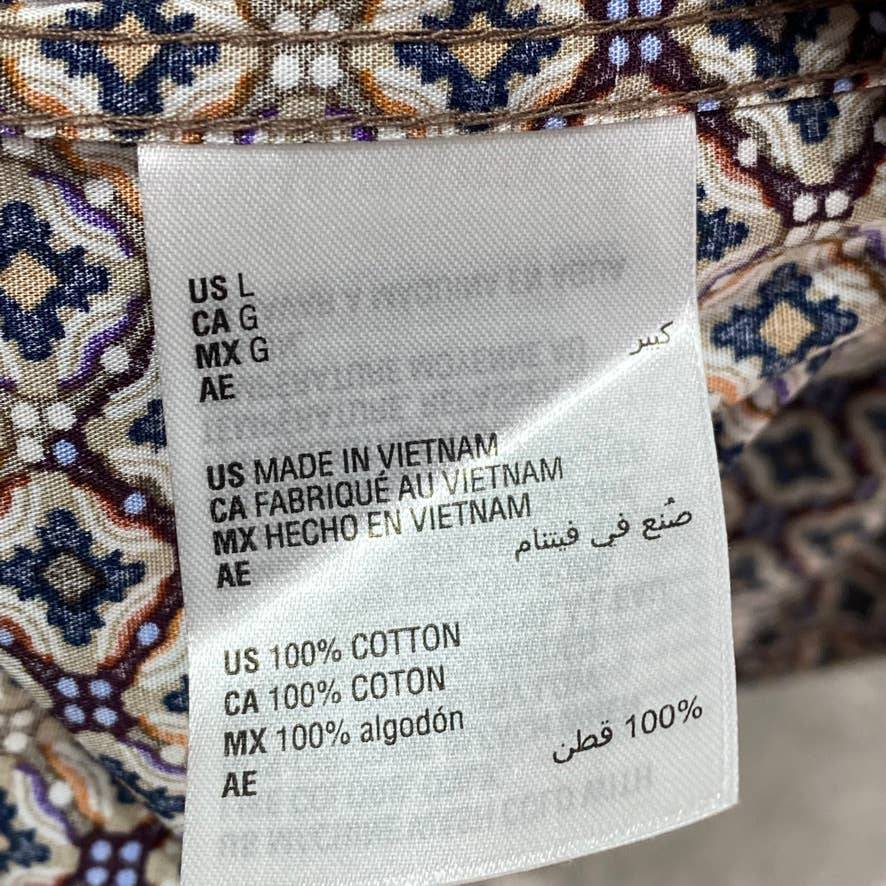 US L
CA G
MX G
AE كبير
US MADE IN VIETNAM
CA FABRIQUÉ AU VIETNAM
MX HECHO EN VIETNAM
AE صُنع في فيتنام
US 100% COTTON
CA 100% COTON
MX 100% algodón
AE 100% قطن